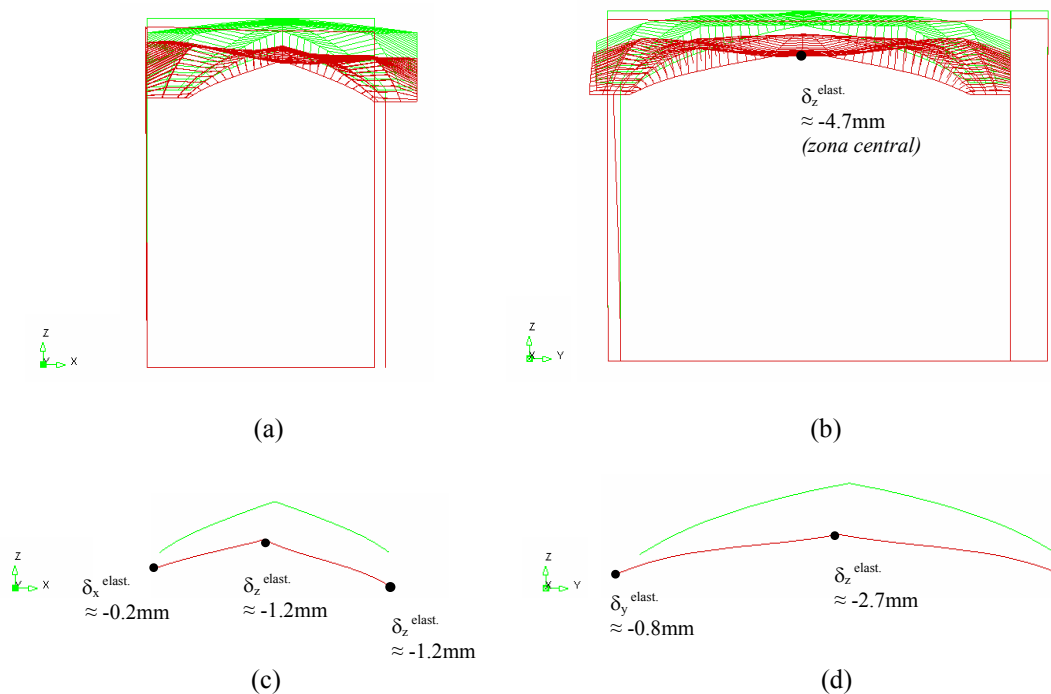 δz elast.
≈ -4.7mm
(zona central)
Z
Y X
Z
X Y
(a)
(b)
Z
Y X
δx elast.
≈ -0.2mm
δz elast.
≈ -1.2mm
δz elast.
≈ -1.2mm
Z
X Y
δy elast.
≈ -0.8mm
δz elast.
≈ -2.7mm
(c)
(d)